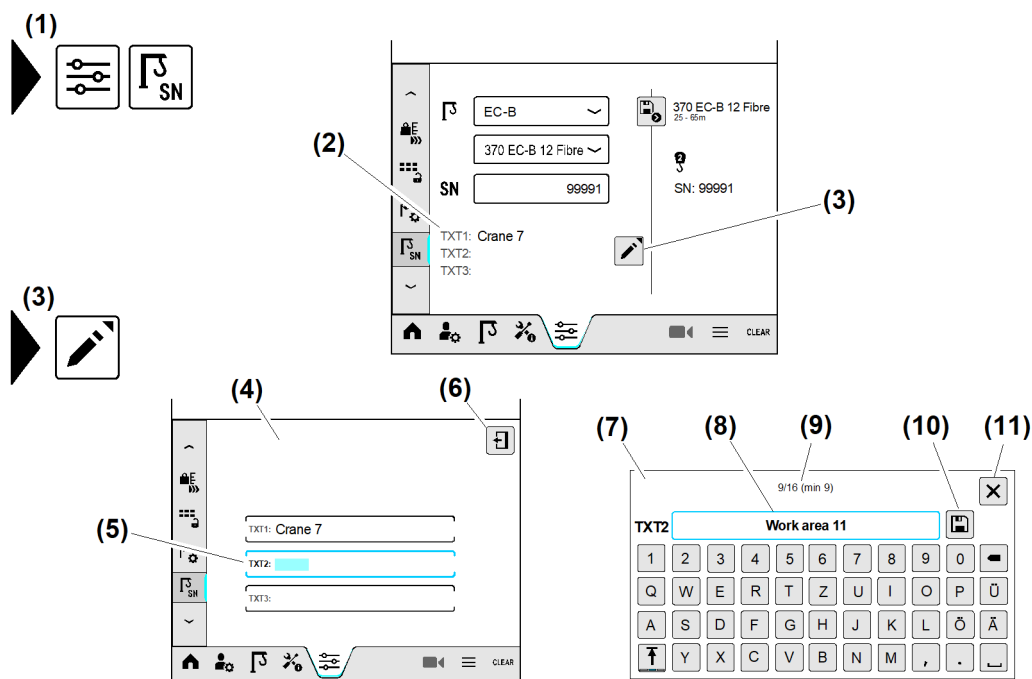 (1)
SN
(2)
EC-B
370 EC-B 12 Fibre
SN 99991
TXT1: Crane 7
TXT2:
TXT3:
E
SN
370 EC-B 12 Fibre
25 - 65m
2
SN: 99991
(3)
CLEAR
(3)
(4)
(6)
(5)
E
SN
TXT1: Crane 7
TXT2:
TXT3:
CLEAR
(7)
(8)
(9)
(10)
(11)
9/16 (min 9)
TXT2 Work area 11
1 2 3 4 5 6 7 8 9 0
Q W E R T Z U I O P Ü
A S D F G H J K L Ö Ä
Y X C V B N M , .